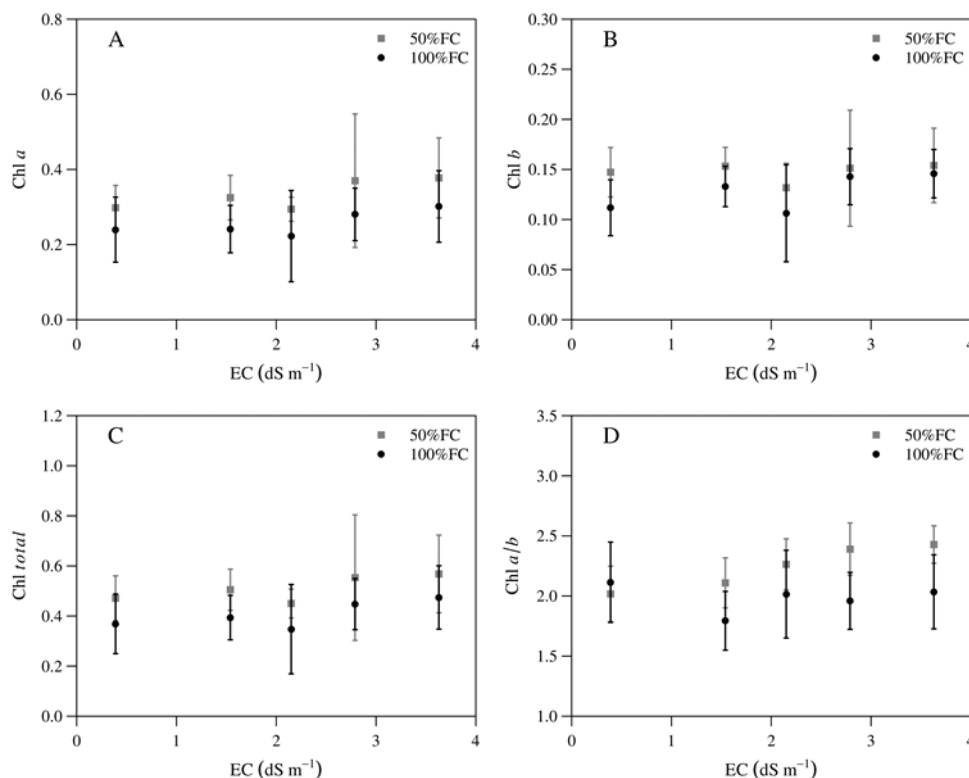 A
50%FC
100%FC
0.8
0.6
0.4
0.2
0.0
Chl a
0 1 2 3 4
EC (dS m⁻¹)
B
50%FC
100%FC
0.30
0.25
0.20
0.15
0.10
0.05
0.00
Chl b
0 1 2 3 4
EC (dS m⁻¹)
C
50%FC
100%FC
1.2
1.0
0.8
0.6
0.4
0.2
0.0
Chl total
0 1 2 3 4
EC (dS m⁻¹)
D
50%FC
100%FC
3.5
3.0
2.5
2.0
1.5
1.0
Chl a/b
0 1 2 3 4
EC (dS m⁻¹)